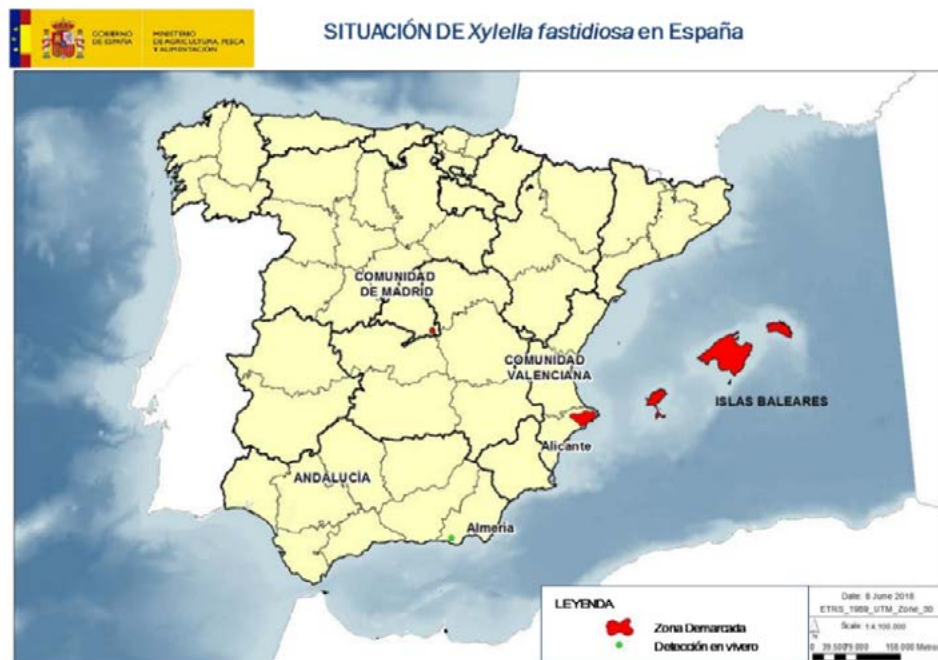 GOBIERNO
DE ESPAÑA
MINISTERIO
DE AGRICULTURA, PESCA
Y ALIMENTACIÓN
SITUACIÓN DE Xylella fastidiosa en España
COMUNIDAD
DE MADRID
COMUNIDAD
VALENCIANA
ISLAS BALEARES
Alicante
ANDALUCÍA
Almería
LEYENDA
Zona Demarcada
Detección en vivero
Date: 8 June 2018
ETRS_1989_UTM_Zone_30
Scale: 1:4.100.000